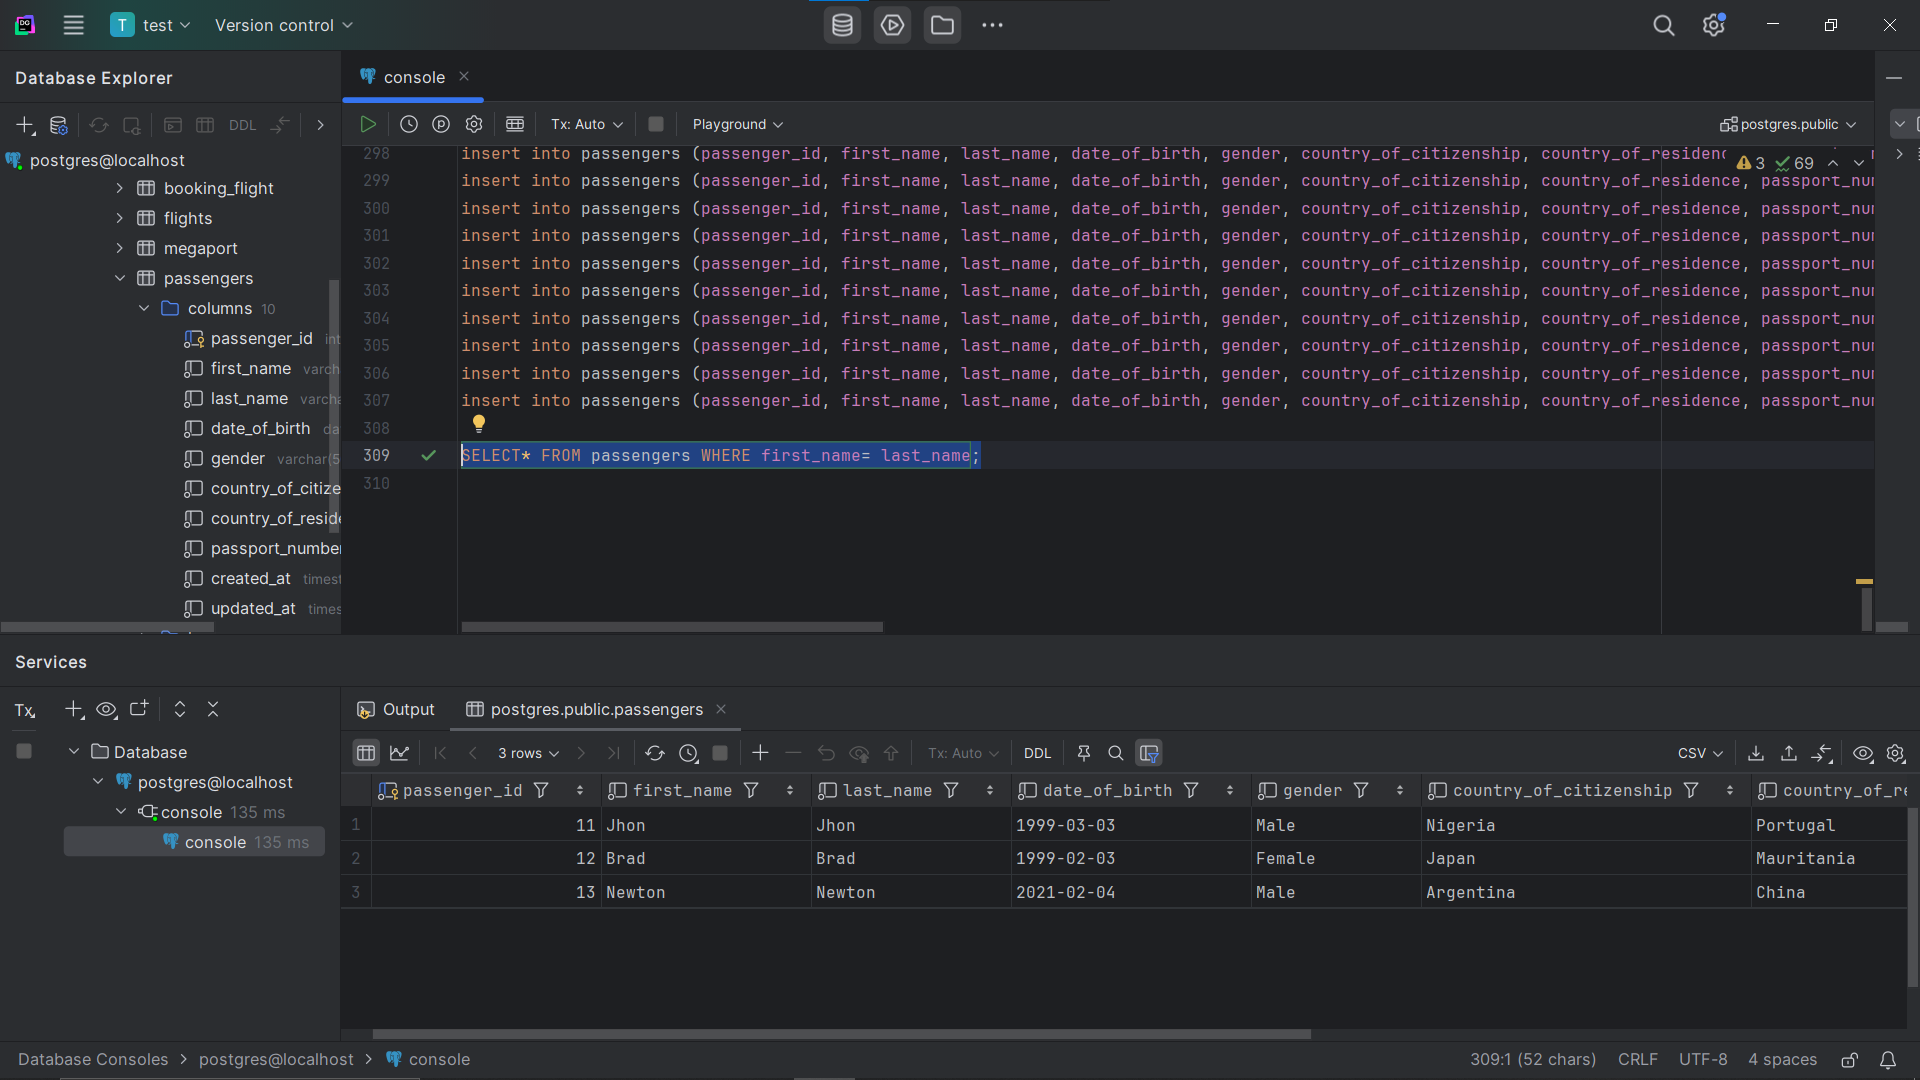 T test Version control
Database Explorer
console
DDL
Tx: Auto
Playground
postgres.public
postgres@localhost
booking_flight
flights
megaport
passengers
columns 10
passenger_id int
first_name varch
last_name varcha
date_of_birth da
gender varchar(5
country_of_citize
country_of_reside
passport_number
created_at timest
updated_at times
3 69
298 insert into passengers (passenger_id, first_name, last_name, date_of_birth, gender, country_of_citizenship, country_of_residenc
299 insert into passengers (passenger_id, first_name, last_name, date_of_birth, gender, country_of_citizenship, country_of_residence, passport_nu
300 insert into passengers (passenger_id, first_name, last_name, date_of_birth, gender, country_of_citizenship, country_of_residence, passport_nu
301 insert into passengers (passenger_id, first_name, last_name, date_of_birth, gender, country_of_citizenship, country_of_residence, passport_nu
302 insert into passengers (passenger_id, first_name, last_name, date_of_birth, gender, country_of_citizenship, country_of_residence, passport_nu
303 insert into passengers (passenger_id, first_name, last_name, date_of_birth, gender, country_of_citizenship, country_of_residence, passport_nu
304 insert into passengers (passenger_id, first_name, last_name, date_of_birth, gender, country_of_citizenship, country_of_residence, passport_nu
305 insert into passengers (passenger_id, first_name, last_name, date_of_birth, gender, country_of_citizenship, country_of_residence, passport_nu
306 insert into passengers (passenger_id, first_name, last_name, date_of_birth, gender, country_of_citizenship, country_of_residence, passport_nu
307 insert into passengers (passenger_id, first_name, last_name, date_of_birth, gender, country_of_citizenship, country_of_residence, passport_nu
308
309 SELECT* FROM passengers WHERE first_name= last_name;
310
Services
Tx
Database
postgres@localhost
console 135 ms
console 135 ms
Output postgres.public.passengers
3 rows Tx: Auto DDL CSV
passenger_id first_name last_name date_of_birth gender country_of_citizenship country_of_re
1 11 Jhon Jhon 1999-03-03 Male Nigeria Portugal
2 12 Brad Brad 1999-02-03 Female Japan Mauritania
3 13 Newton Newton 2021-02-04 Male Argentina China
Database Consoles > postgres@localhost > console
309:1 (52 chars) CRLF UTF-8 4 spaces